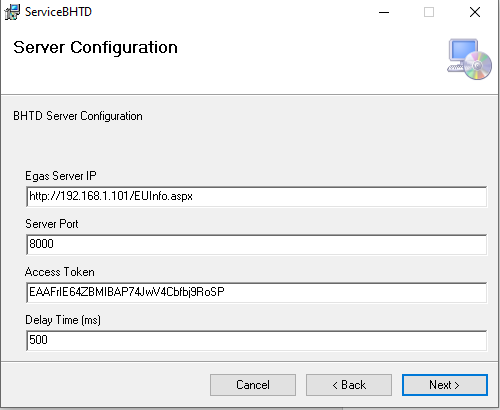 ServiceBHTD
Server Configuration
BHTD Server Configuration
Egas Server IP
http://192.168.1.101/EUInfo.aspx
Server Port
8000
Access Token
EAAFrIE64ZBMIBAP74JwV4Cbfbj9RoSP
Delay Time (ms)
500
Cancel
< Back
Next >